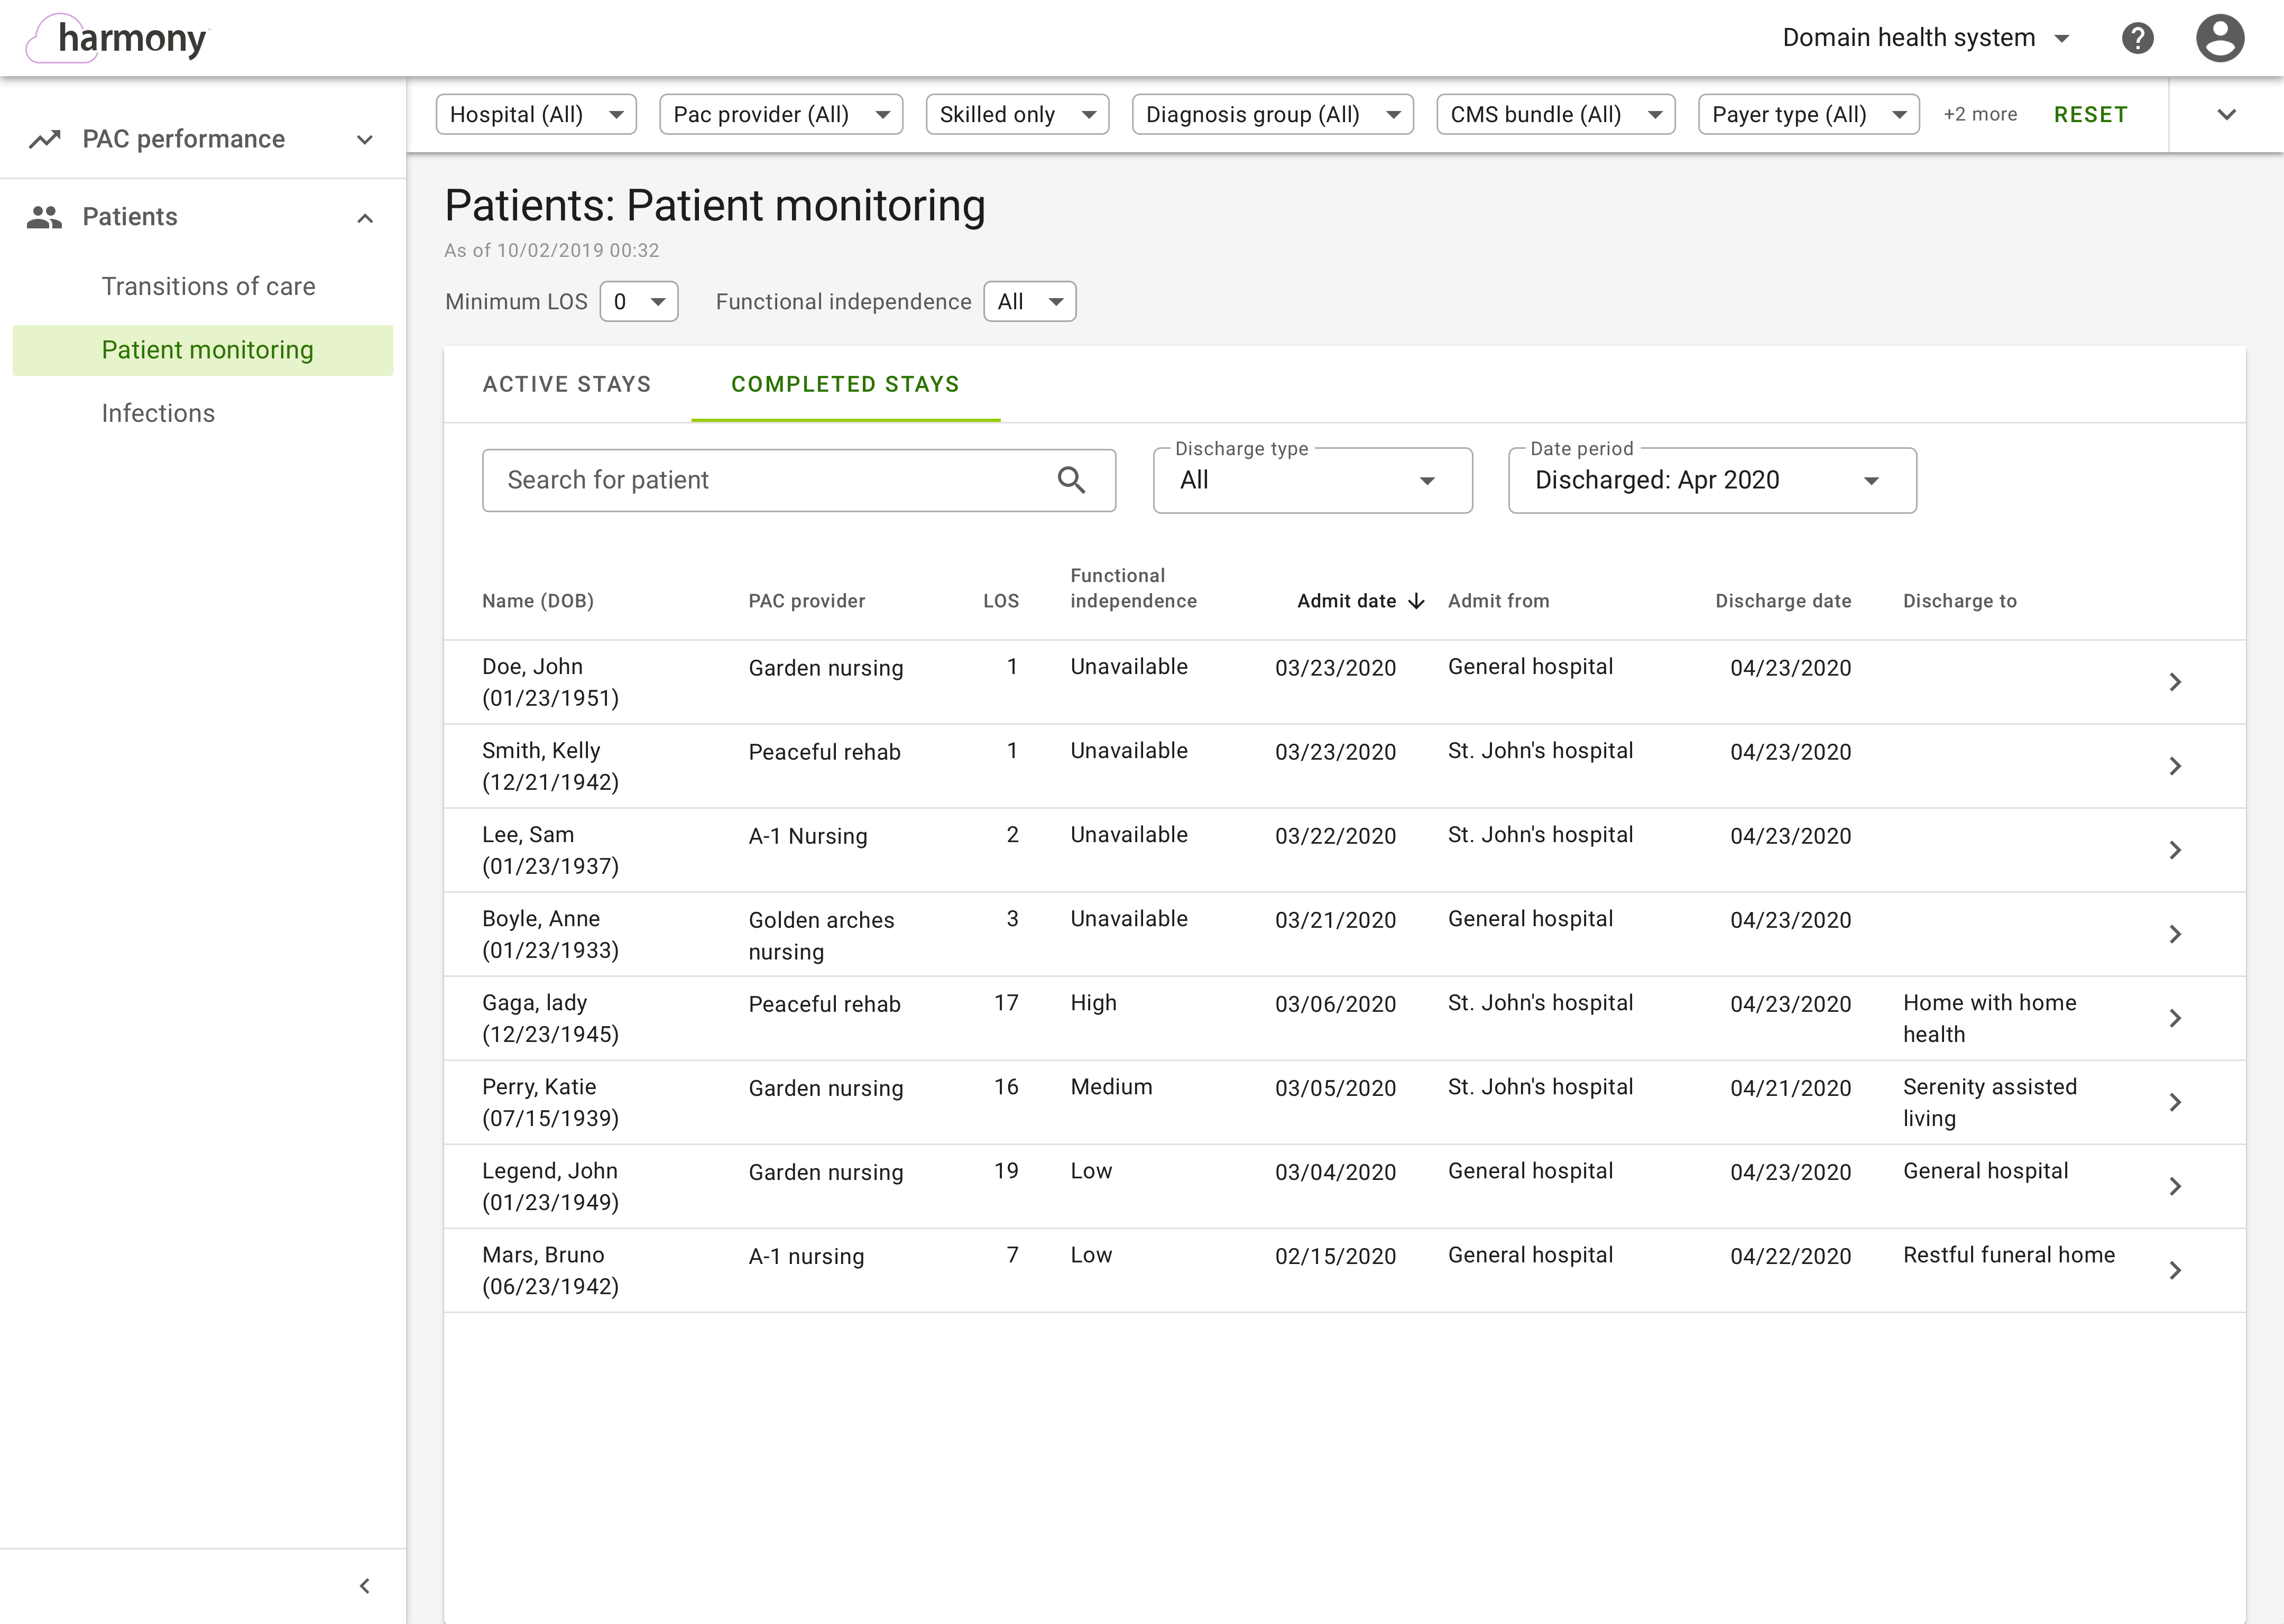 harmony
Domain health system
PAC performance
Patients
Transitions of care
Patient monitoring
Infections
Hospital (All)
Pac provider (All)
Skilled only
Diagnosis group (All)
CMS bundle (All)
Payer type (All)
+2 more
RESET
Patients: Patient monitoring
As of 10/02/2019 00:32
Minimum LOS 0 Functional independence All
ACTIVE STAYS COMPLETED STAYS
Search for patient
Discharge type
All
Date period
Discharged: Apr 2020
Name (DOB) PAC provider LOS Functional independence Admit date Admit from Discharge date Discharge to
Doe, John Garden nursing 1 Unavailable 03/23/2020 General hospital 04/23/2020
(01/23/1951)
Smith, Kelly Peaceful rehab 1 Unavailable 03/23/2020 St. John's hospital 04/23/2020
(12/21/1942)
Lee, Sam A-1 Nursing 2 Unavailable 03/22/2020 St. John's hospital 04/23/2020
(01/23/1937)
Boyle, Anne Golden arches 3 Unavailable 03/21/2020 General hospital 04/23/2020
(01/23/1933) nursing
Gaga, lady Peaceful rehab 17 High 03/06/2020 St. John's hospital 04/23/2020 Home with home
(12/23/1945) health
Perry, Katie Garden nursing 16 Medium 03/05/2020 St. John's hospital 04/21/2020 Serenity assisted
(07/15/1939) living
Legend, John Garden nursing 19 Low 03/04/2020 General hospital 04/23/2020 General hospital
(01/23/1949)
Mars, Bruno A-1 nursing 7 Low 02/15/2020 General hospital 04/22/2020 Restful funeral home
(06/23/1942)